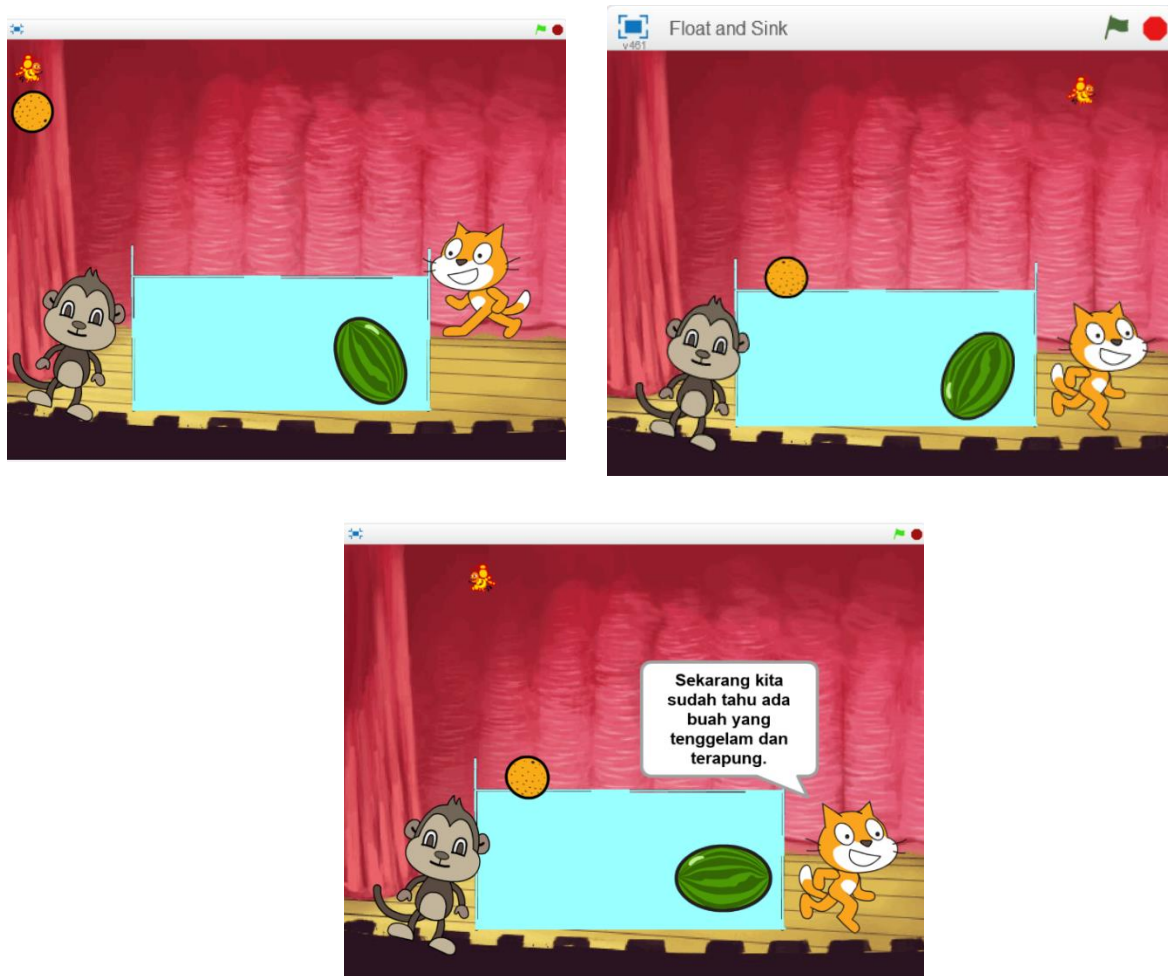 Float and Sink
v461
Sekarang kita
sudah tahu ada
buah yang
tenggelam dan
terapung.